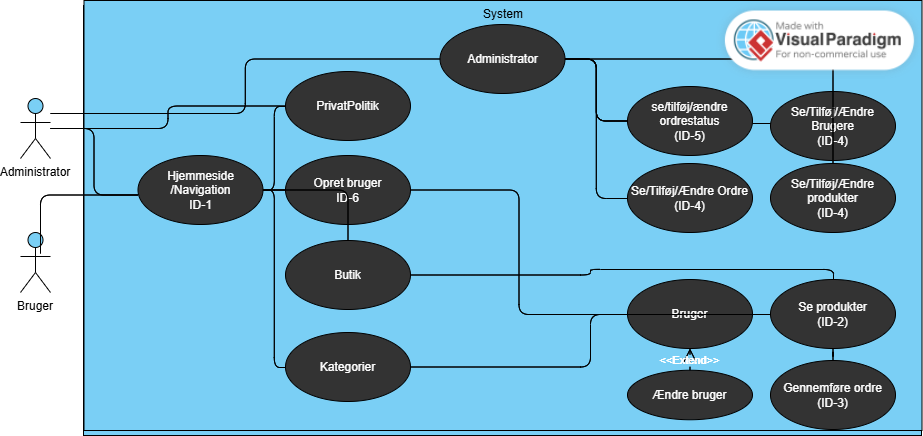 System
Made with
VisualParadigm
For non-commercial use
Administrator
PrivatPolitik
se/tilføj/ændre
ordrestatus
(ID-5)
Se/Tilføj/Ændre
Brugere
(ID-4)
Administrator
Hjemmeside
/Navigation
ID-1
Opret bruger
ID-6
Se/Tilføj/Ændre Ordre
(ID-4)
Se/Tilføj/Ændre
produkter
(ID-4)
Bruger
Butik
Bruger
Se produkter
(ID-2)
<<Extend>>
Kategorier
Ændre bruger
Gennemføre ordre
(ID-3)